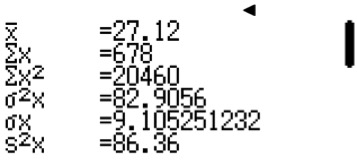 x̄ =27.12
Σx =678
Σx² =20460
σ²x =82.9056
σx =9.105251232
s²x =86.36